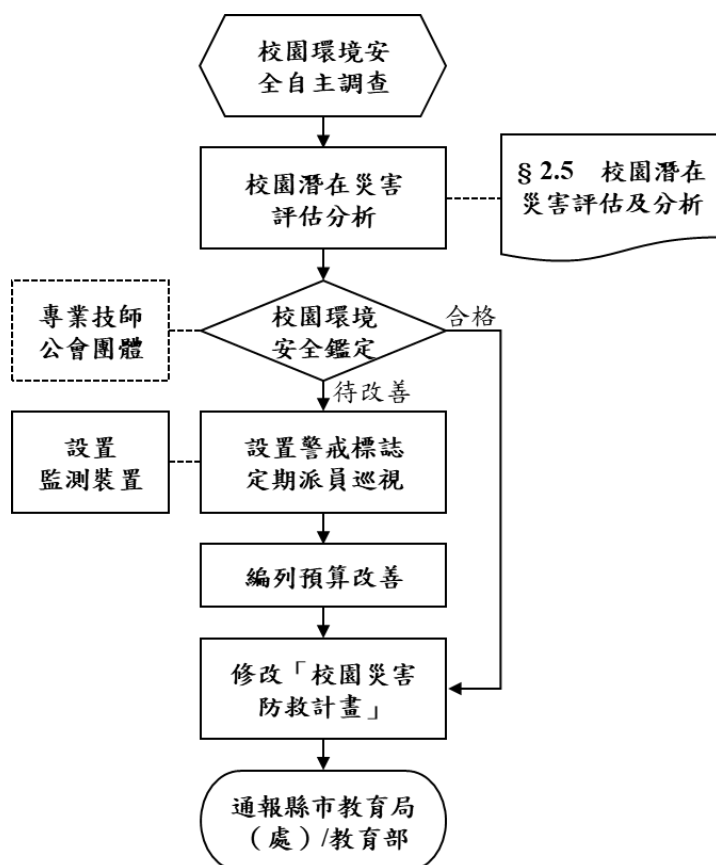 校園環境安
全自主調查
校園潛在災害
評估分析
§ 2.5 校園潛在
災害評估及分析
專業技師
公會團體
校園環境
安全鑑定
合格
待改善
設置
監測裝置
設置警戒標誌
定期派員巡視
編列預算改善
修改「校園災害
防救計畫」
通報縣市教育局
（處）/教育部